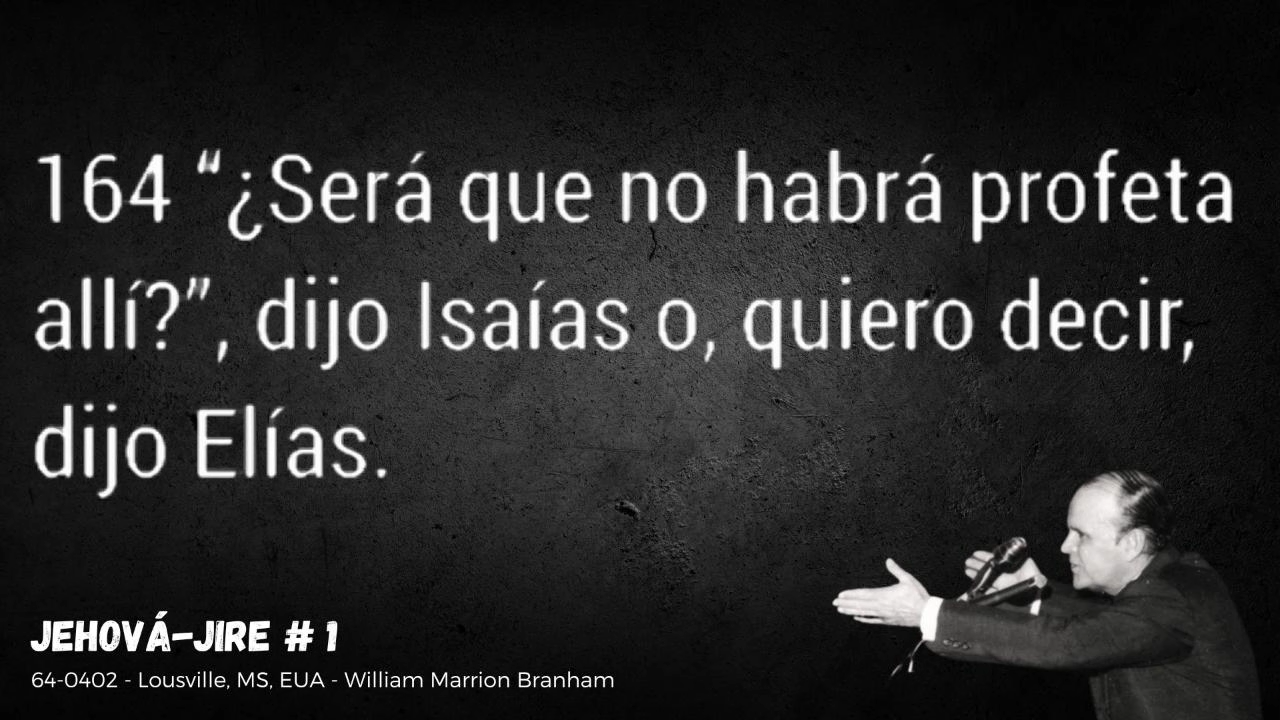 164 “¿Será que no habrá profeta
allí?”, dijo Isaías o, quiero decir,
dijo Elías.
JEHOVÁ-JIRE # 1
64-0402 - Lousville, MS, EUA - William Marrion Branham